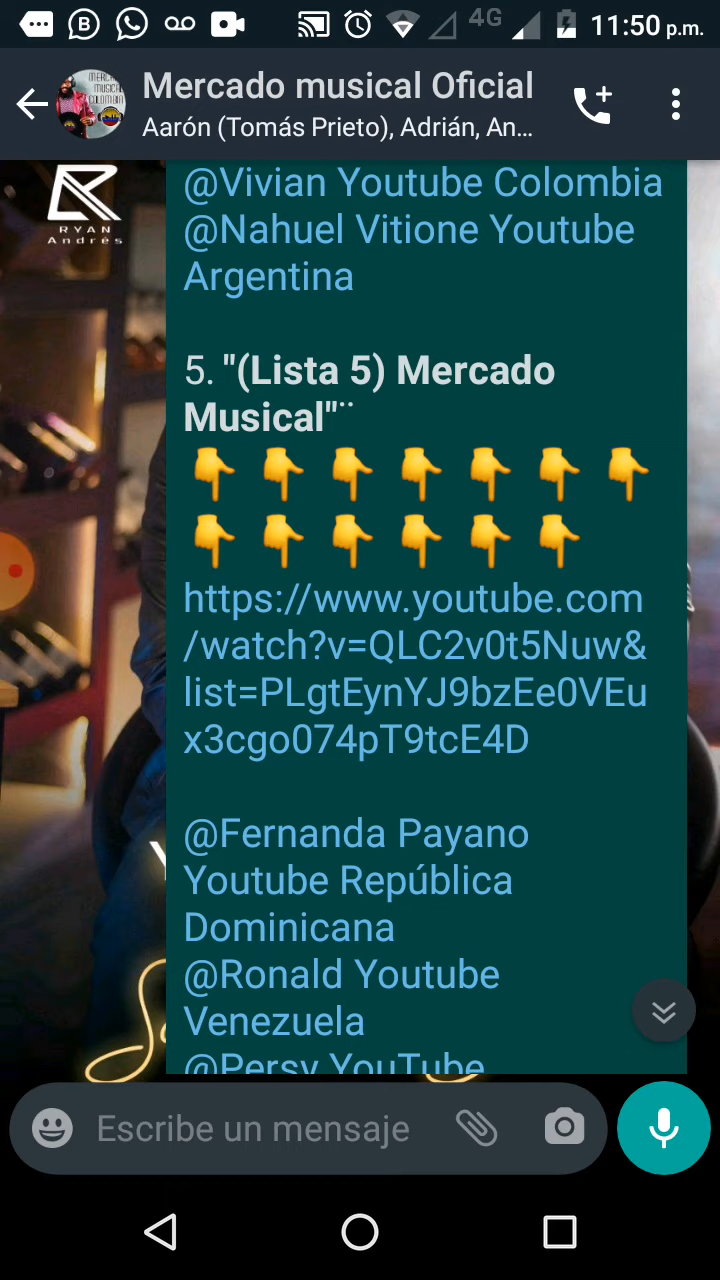 4G 11:50 p.m.
Mercado musical Oficial
Aarón (Tomás Prieto), Adrián, An...
RYAN
Andrés
@Vivian Youtube Colombia
@Nahuel Vitione Youtube
Argentina
5. "(Lista 5) Mercado
Musical"¨
https://www.youtube.com
/watch?v=QLC2v0t5Nuw&
list=PLgtEynYJ9bzEe0VEu
x3cgo074pT9tcE4D
@Fernanda Payano
Youtube República
Dominicana
@Ronald Youtube
Venezuela
@Persy YouTube
Escribe un mensaje